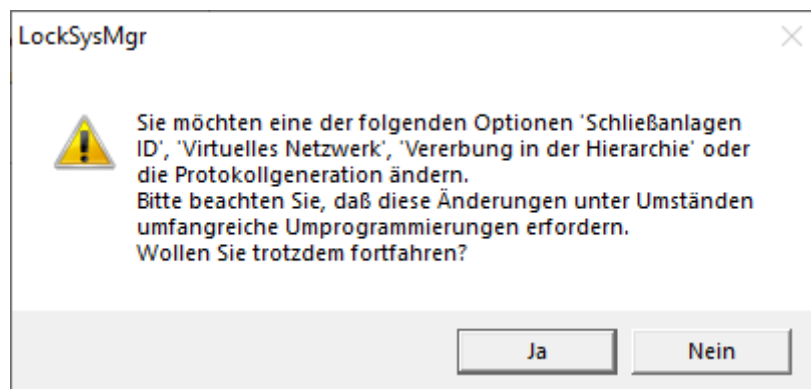 LockSysMgr
Sie möchten eine der folgenden Optionen 'Schließanlagen
ID', 'Virtuelles Netzwerk', 'Vererbung in der Hierarchie' oder
die Protokollgeneration ändern.
Bitte beachten Sie, daß diese Änderungen unter Umständen
umfangreiche Umprogrammierungen erfordern.
Wollen Sie trotzdem fortfahren?
Ja
Nein